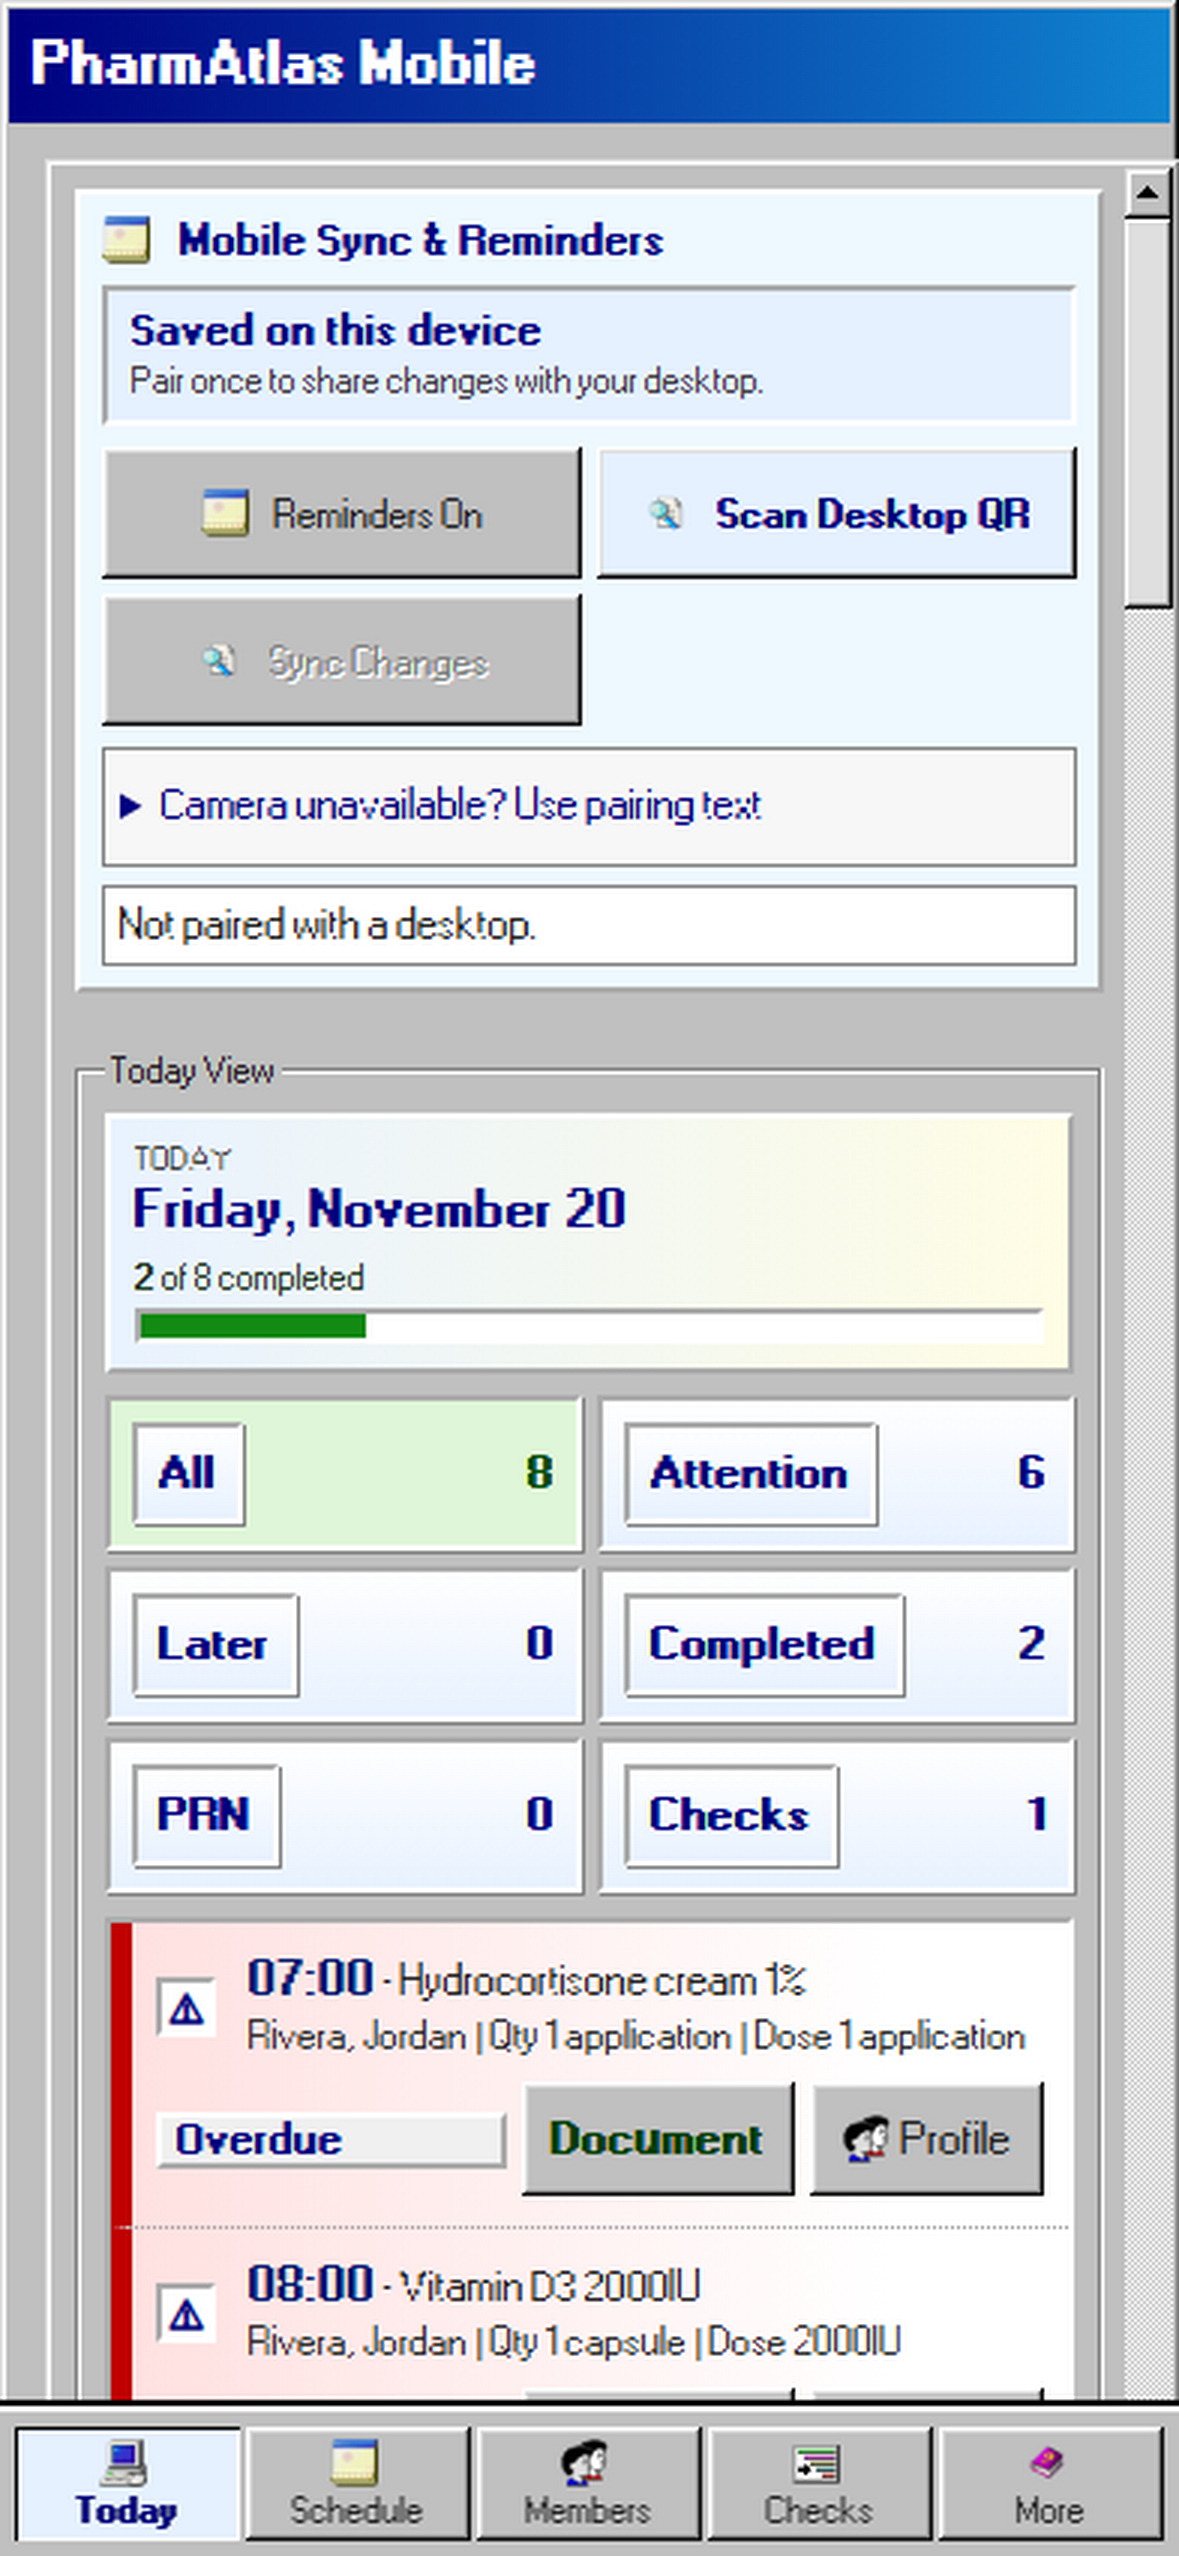 PharmAtlas Mobile
Mobile Sync & Reminders
Saved on this device
Pair once to share changes with your desktop.
Reminders On
Scan Desktop QR
Sync Changes
▶ Camera unavailable? Use pairing text
Not paired with a desktop.
Today View
TODAY
Friday, November 20
2 of 8 completed
All 8
Attention 6
Later 0
Completed 2
PRN 0
Checks 1
07:00 - Hydrocortisone cream 1%
Rivera, Jordan | Qty 1 application | Dose 1 application
Overdue
Document
Profile
08:00 - Vitamin D3 2000IU
Rivera, Jordan | Qty 1 capsule | Dose 2000IU
Today
Schedule
Members
Checks
More